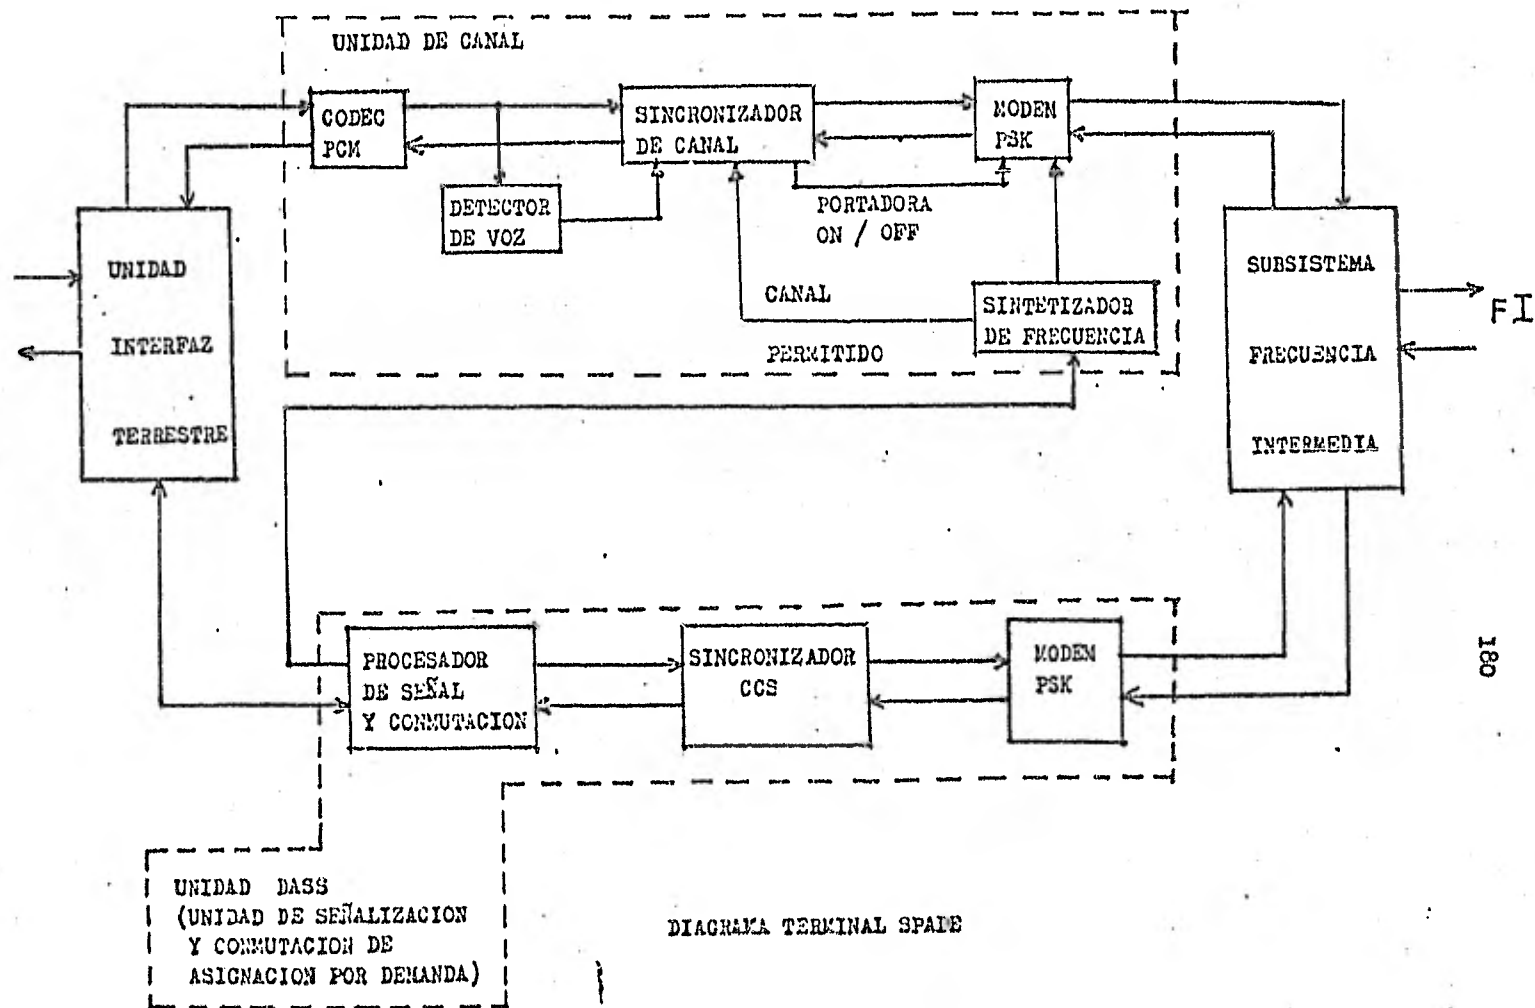 UNIDAD DE CANAL
CODEC
PCM
SINCRONIZADOR
DE CANAL
MODEM
PSK
DETECTOR
DE VOZ
PORTADORA
ON / OFF
UNIDAD
INTERFAZ
TERRESTRE
CANAL
PERMITIDO
SINTETIZADOR
DE FRECUENCIA
SUBSISTEMA
FRECUENCIA
INTERMEDIA
FI
PROCESADOR
DE SEÑAL
Y CONMUTACION
SINCRONIZADOR
CCS
MODEM
PSK
180
UNIDAD DASS
(UNIDAD DE SEÑALIZACION
Y CONMUTACION DE
ASIGNACION POR DEMANDA)
DIAGRAMA TERMINAL SPADE